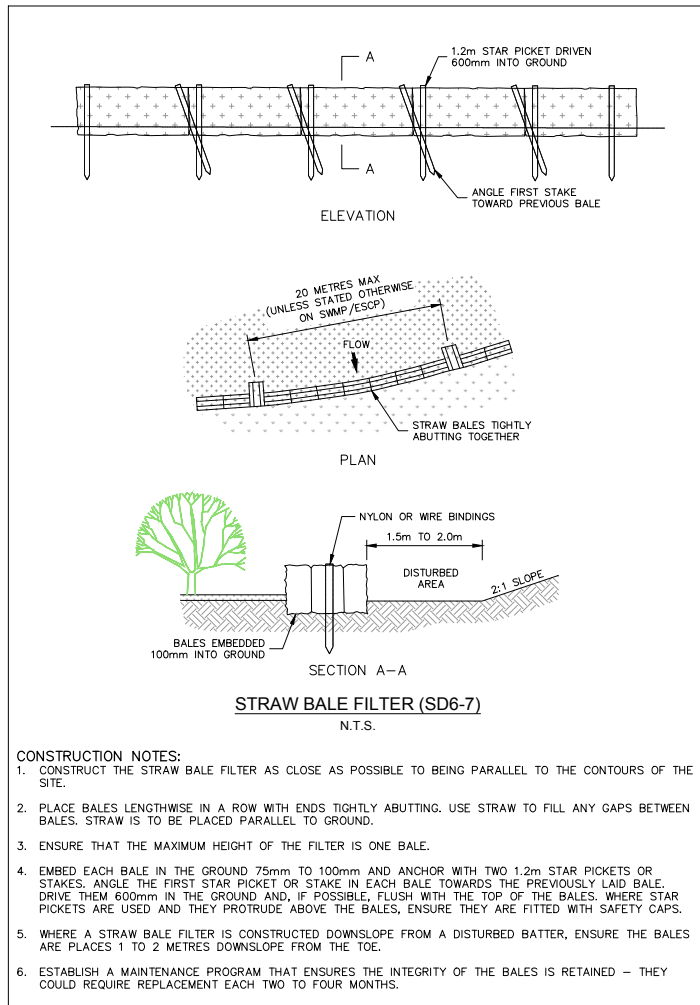 A
1.2m STAR PICKET DRIVEN
600mm INTO GROUND
A
ANGLE FIRST STAKE
TOWARD PREVIOUS BALE
ELEVATION
20 METRES MAX
(UNLESS STATED OTHERWISE
ON SWMP/ESCP)
FLOW
STRAW BALES TIGHTLY
ABUTTING TOGETHER
PLAN
NYLON OR WIRE BINDINGS
1.5m TO 2.0m
DISTURBED
AREA
2:1 SLOPE
BALES EMBEDDED
100mm INTO GROUND
SECTION A-A
STRAW BALE FILTER (SD6-7)
N.T.S.
CONSTRUCTION NOTES:
1. CONSTRUCT THE STRAW BALE FILTER AS CLOSE AS POSSIBLE TO BEING PARALLEL TO THE CONTOURS OF THE
SITE.
2. PLACE BALES LENGTHWISE IN A ROW WITH ENDS TIGHTLY ABUTTING. USE STRAW TO FILL ANY GAPS BETWEEN
BALES. STRAW IS TO BE PLACED PARALLEL TO GROUND.
3. ENSURE THAT THE MAXIMUM HEIGHT OF THE FILTER IS ONE BALE.
4. EMBED EACH BALE IN THE GROUND 75mm TO 100mm AND ANCHOR WITH TWO 1.2m STAR PICKETS OR
STAKES. ANGLE THE FIRST STAR PICKET OR STAKE IN EACH BALE TOWARDS THE PREVIOUSLY LAID BALE.
DRIVE THEM 600mm IN THE GROUND AND, IF POSSIBLE, FLUSH WITH THE TOP OF THE BALES. WHERE STAR
PICKETS ARE USED AND THEY PROTRUDE ABOVE THE BALES, ENSURE THEY ARE FITTED WITH SAFETY CAPS.
5. WHERE A STRAW BALE FILTER IS CONSTRUCTED DOWNSLOPE FROM A DISTURBED BATTER, ENSURE THE BALES
ARE PLACES 1 TO 2 METRES DOWNSLOPE FROM THE TOE.
6. ESTABLISH A MAINTENANCE PROGRAM THAT ENSURES THE INTEGRITY OF THE BALES IS RETAINED – THEY
COULD REQUIRE REPLACEMENT EACH TWO TO FOUR MONTHS.